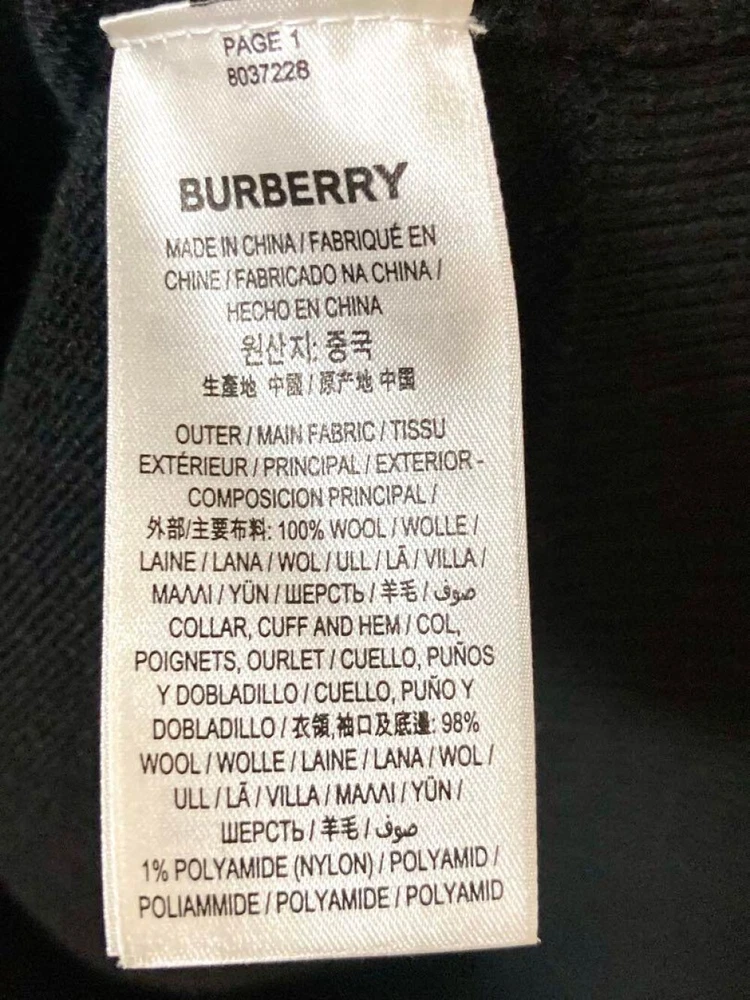 PAGE 1
8037228
BURBERRY
MADE IN CHINA / FABRIQUÉ EN
CHINE / FABRICADO NA CHINA /
HECHO EN CHINA
원산지: 중국
生產地 中國 / 原产地 中国
OUTER / MAIN FABRIC / TISSU
EXTÉRIEUR / PRINCIPAL / EXTERIOR -
COMPOSICION PRINCIPAL /
外部/主要布料: 100% WOOL / WOLLE /
LAINE / LANA / WOL / ULL / LÃ / VILLA /
ΜΑΛΛΙ / YÜN / ШЕРСТЬ / 羊毛 / صوف
COLLAR, CUFF AND HEM / COL,
POIGNETS, OURLET / CUELLO, PUÑOS
Y DOBLADILLO / CUELLO, PUÑO Y
DOBLADILLO / 衣領,袖口及底邊: 98%
WOOL / WOLLE / LAINE / LANA / WOL /
ULL / LÃ / VILLA / ΜΑΛΛΙ / YÜN /
ШЕРСТЬ / 羊毛 / صوف
1% POLYAMIDE (NYLON) / POLYAMID /
POLIAMMIDE / POLYAMIDE / POLYAMID